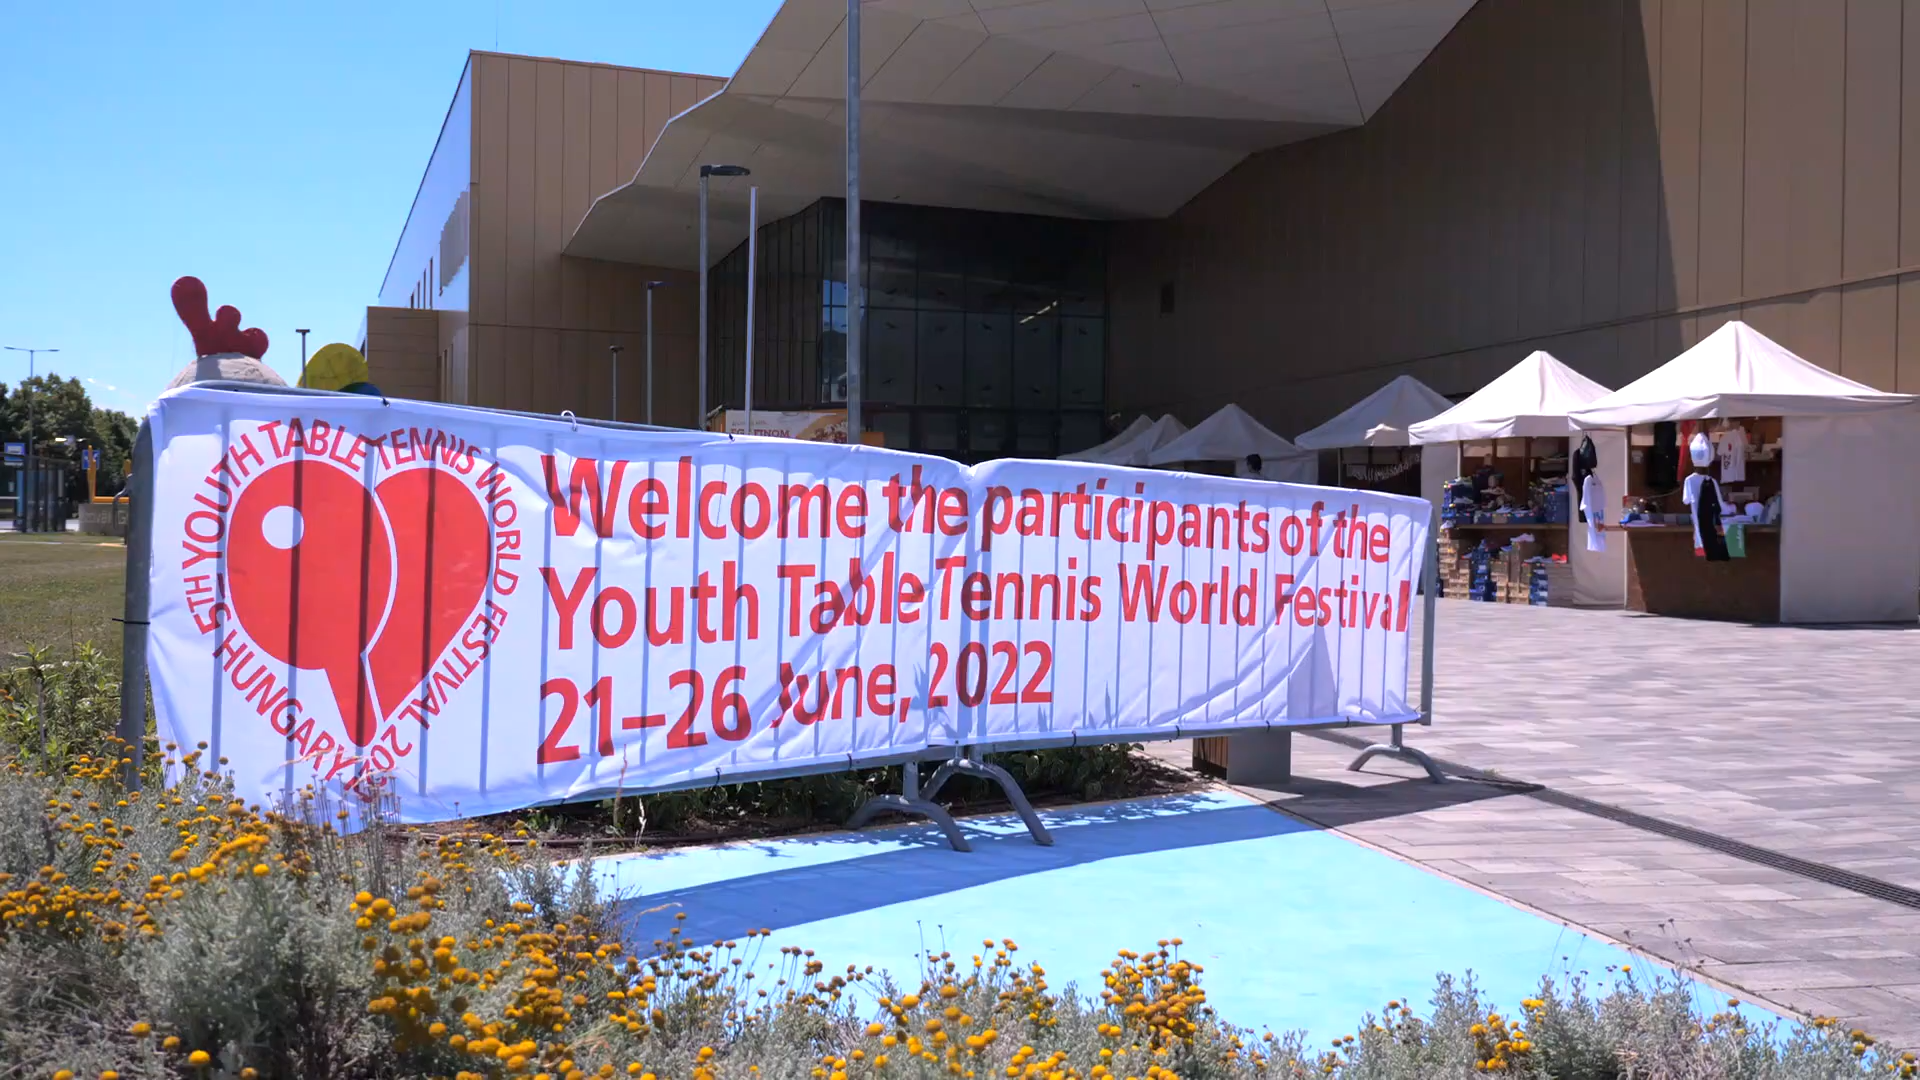 5TH YOUTH TABLE TENNIS WORLD FESTIVAL
HUNGARY
Welcome the participants of the
Youth Table Tennis World Festival
21–26 June, 2022